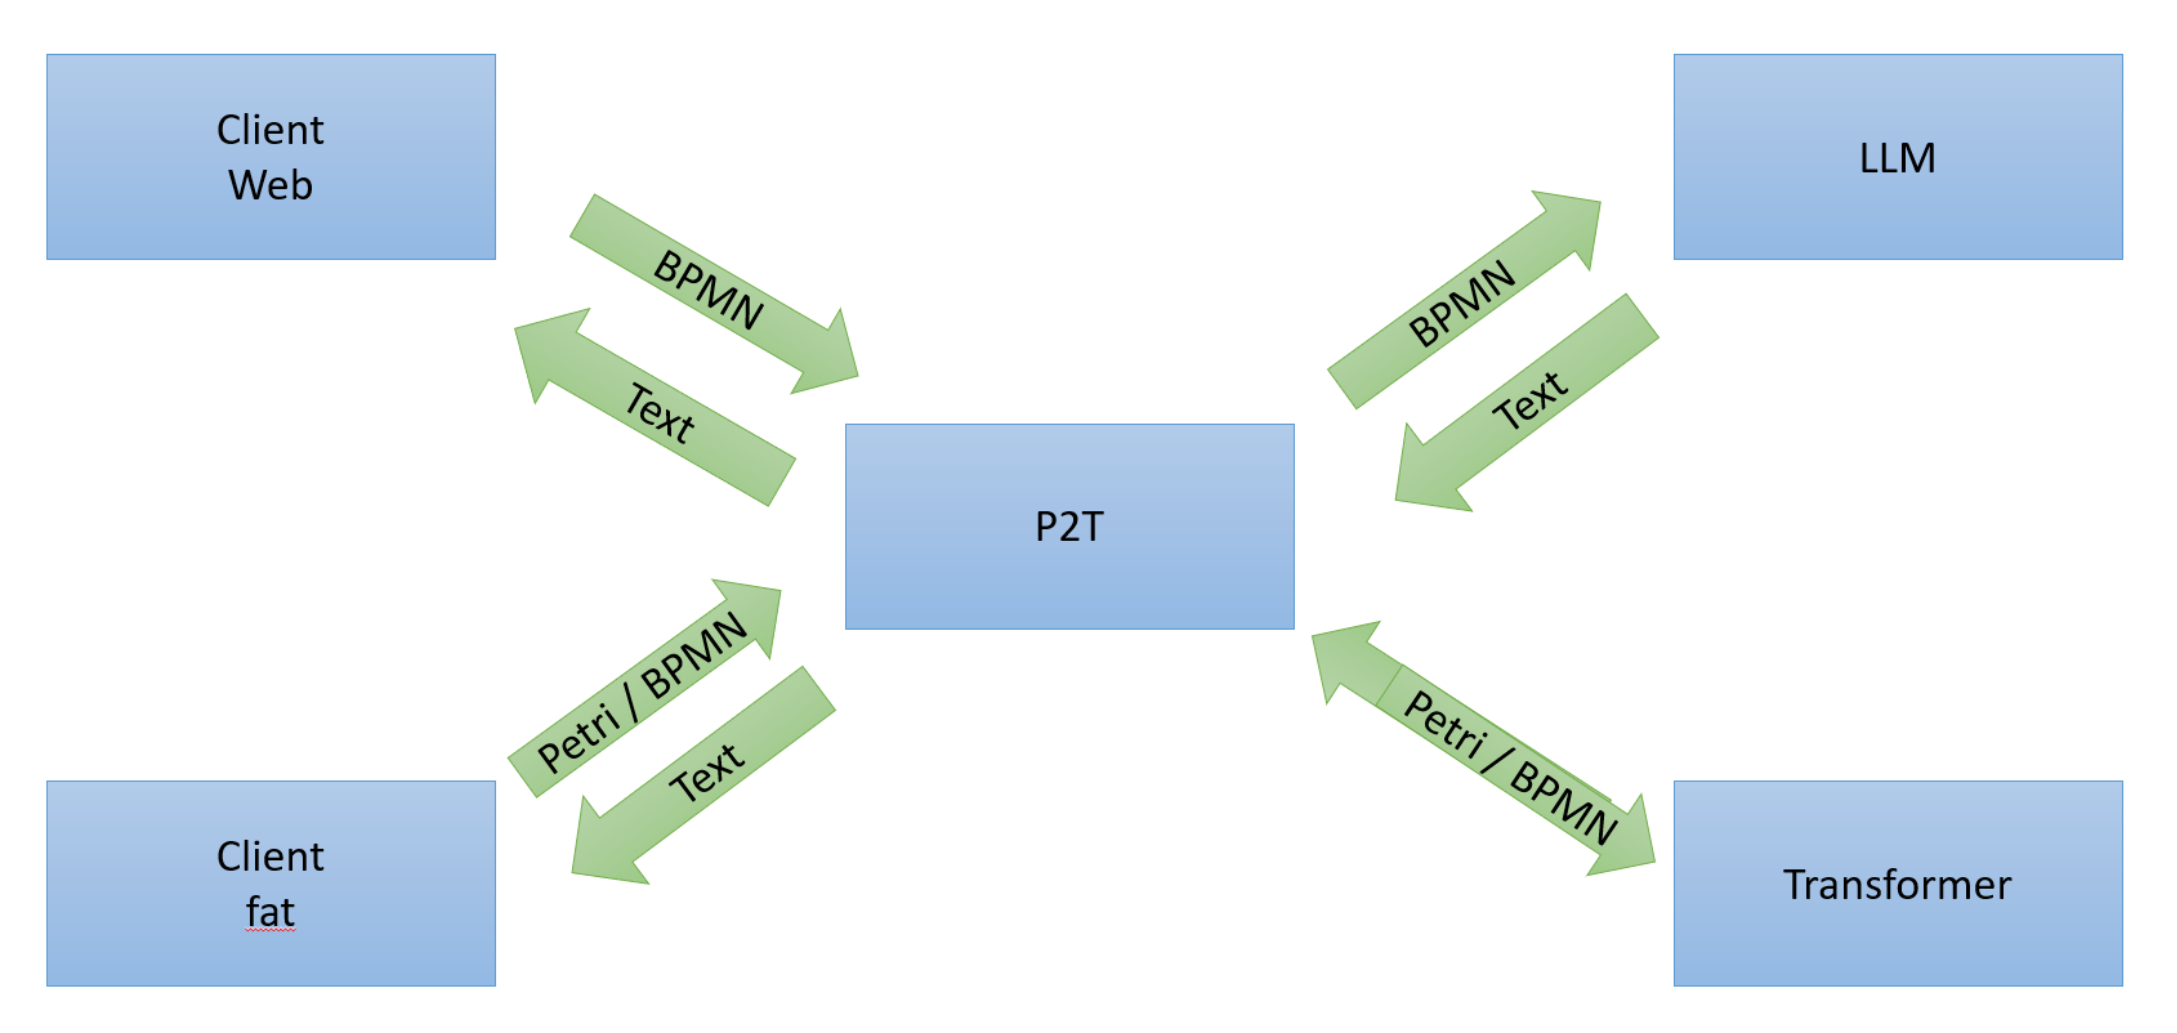 Client
Web
LLM
BPMN
BPMN
Text
Text
P2T
Petri / BPMN
Text
Petri / BPMN
Client
fat
Transformer